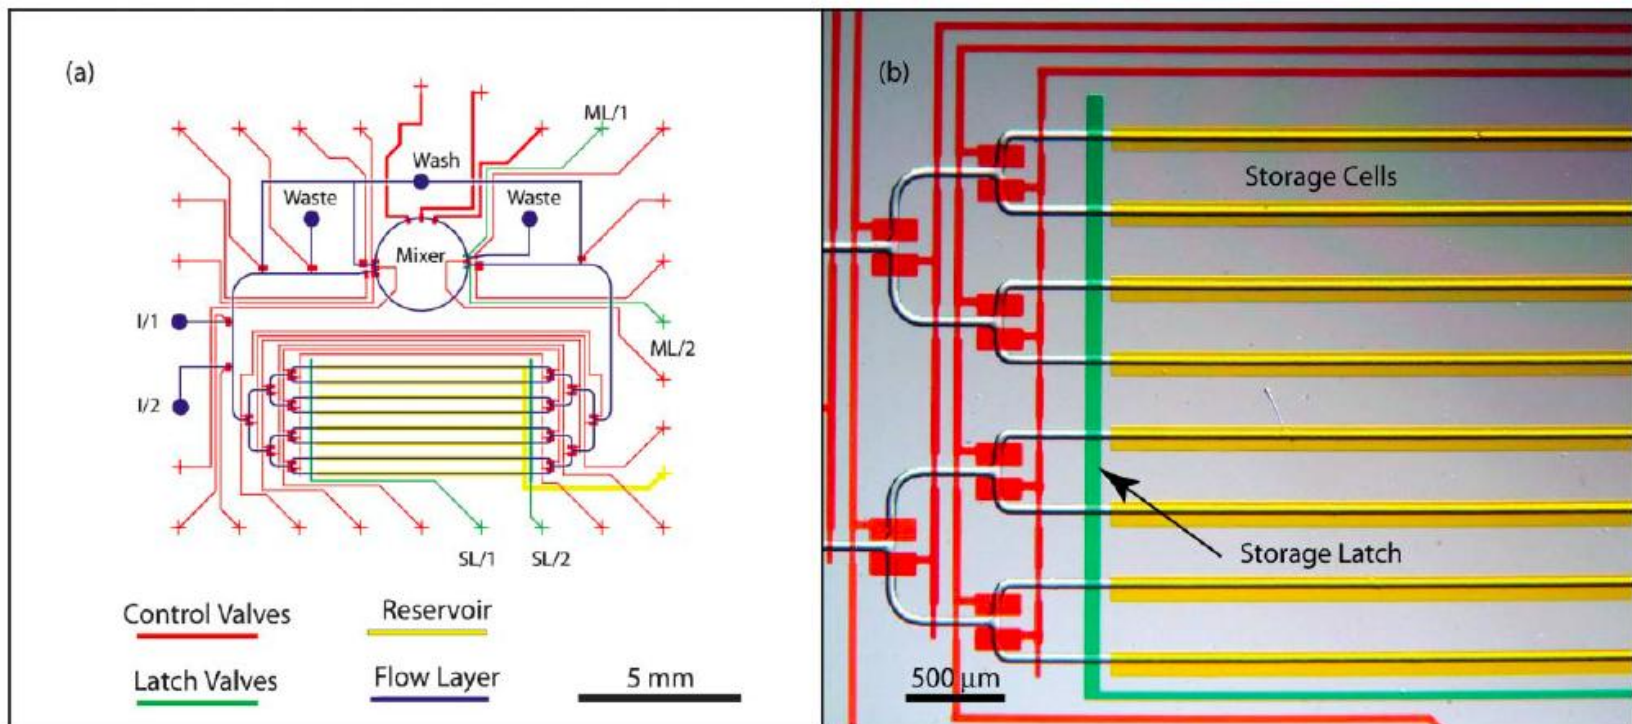 (a)
ML/1
Wash
Waste
Waste
Mixer
I/1
ML/2
I/2
SL/1
SL/2
Control Valves
Reservoir
Latch Valves
Flow Layer
5 mm
(b)
Storage Cells
Storage Latch
500 μm